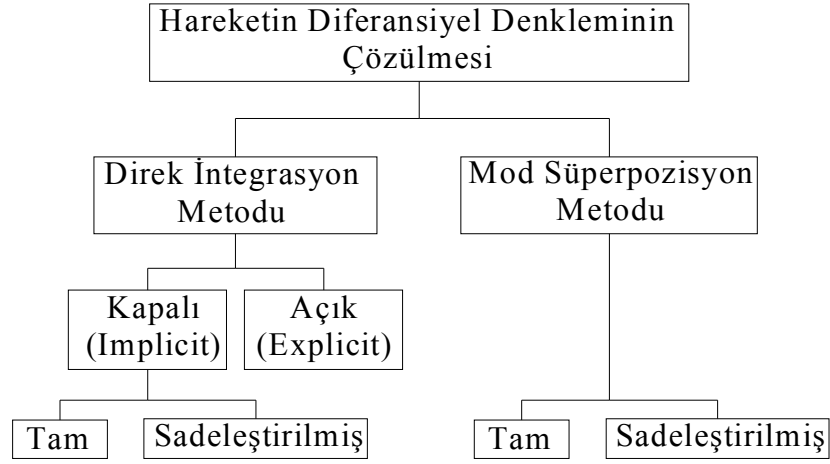 Hareketin Diferansiyel Denkleminin
Çözülmesi
Direk İntegrasyon
Metodu
Mod Süperpozisyon
Metodu
Kapalı
(Implicit)
Açık
(Explicit)
Tam
Sadeleştirilmiş
Tam
Sadeleştirilmiş